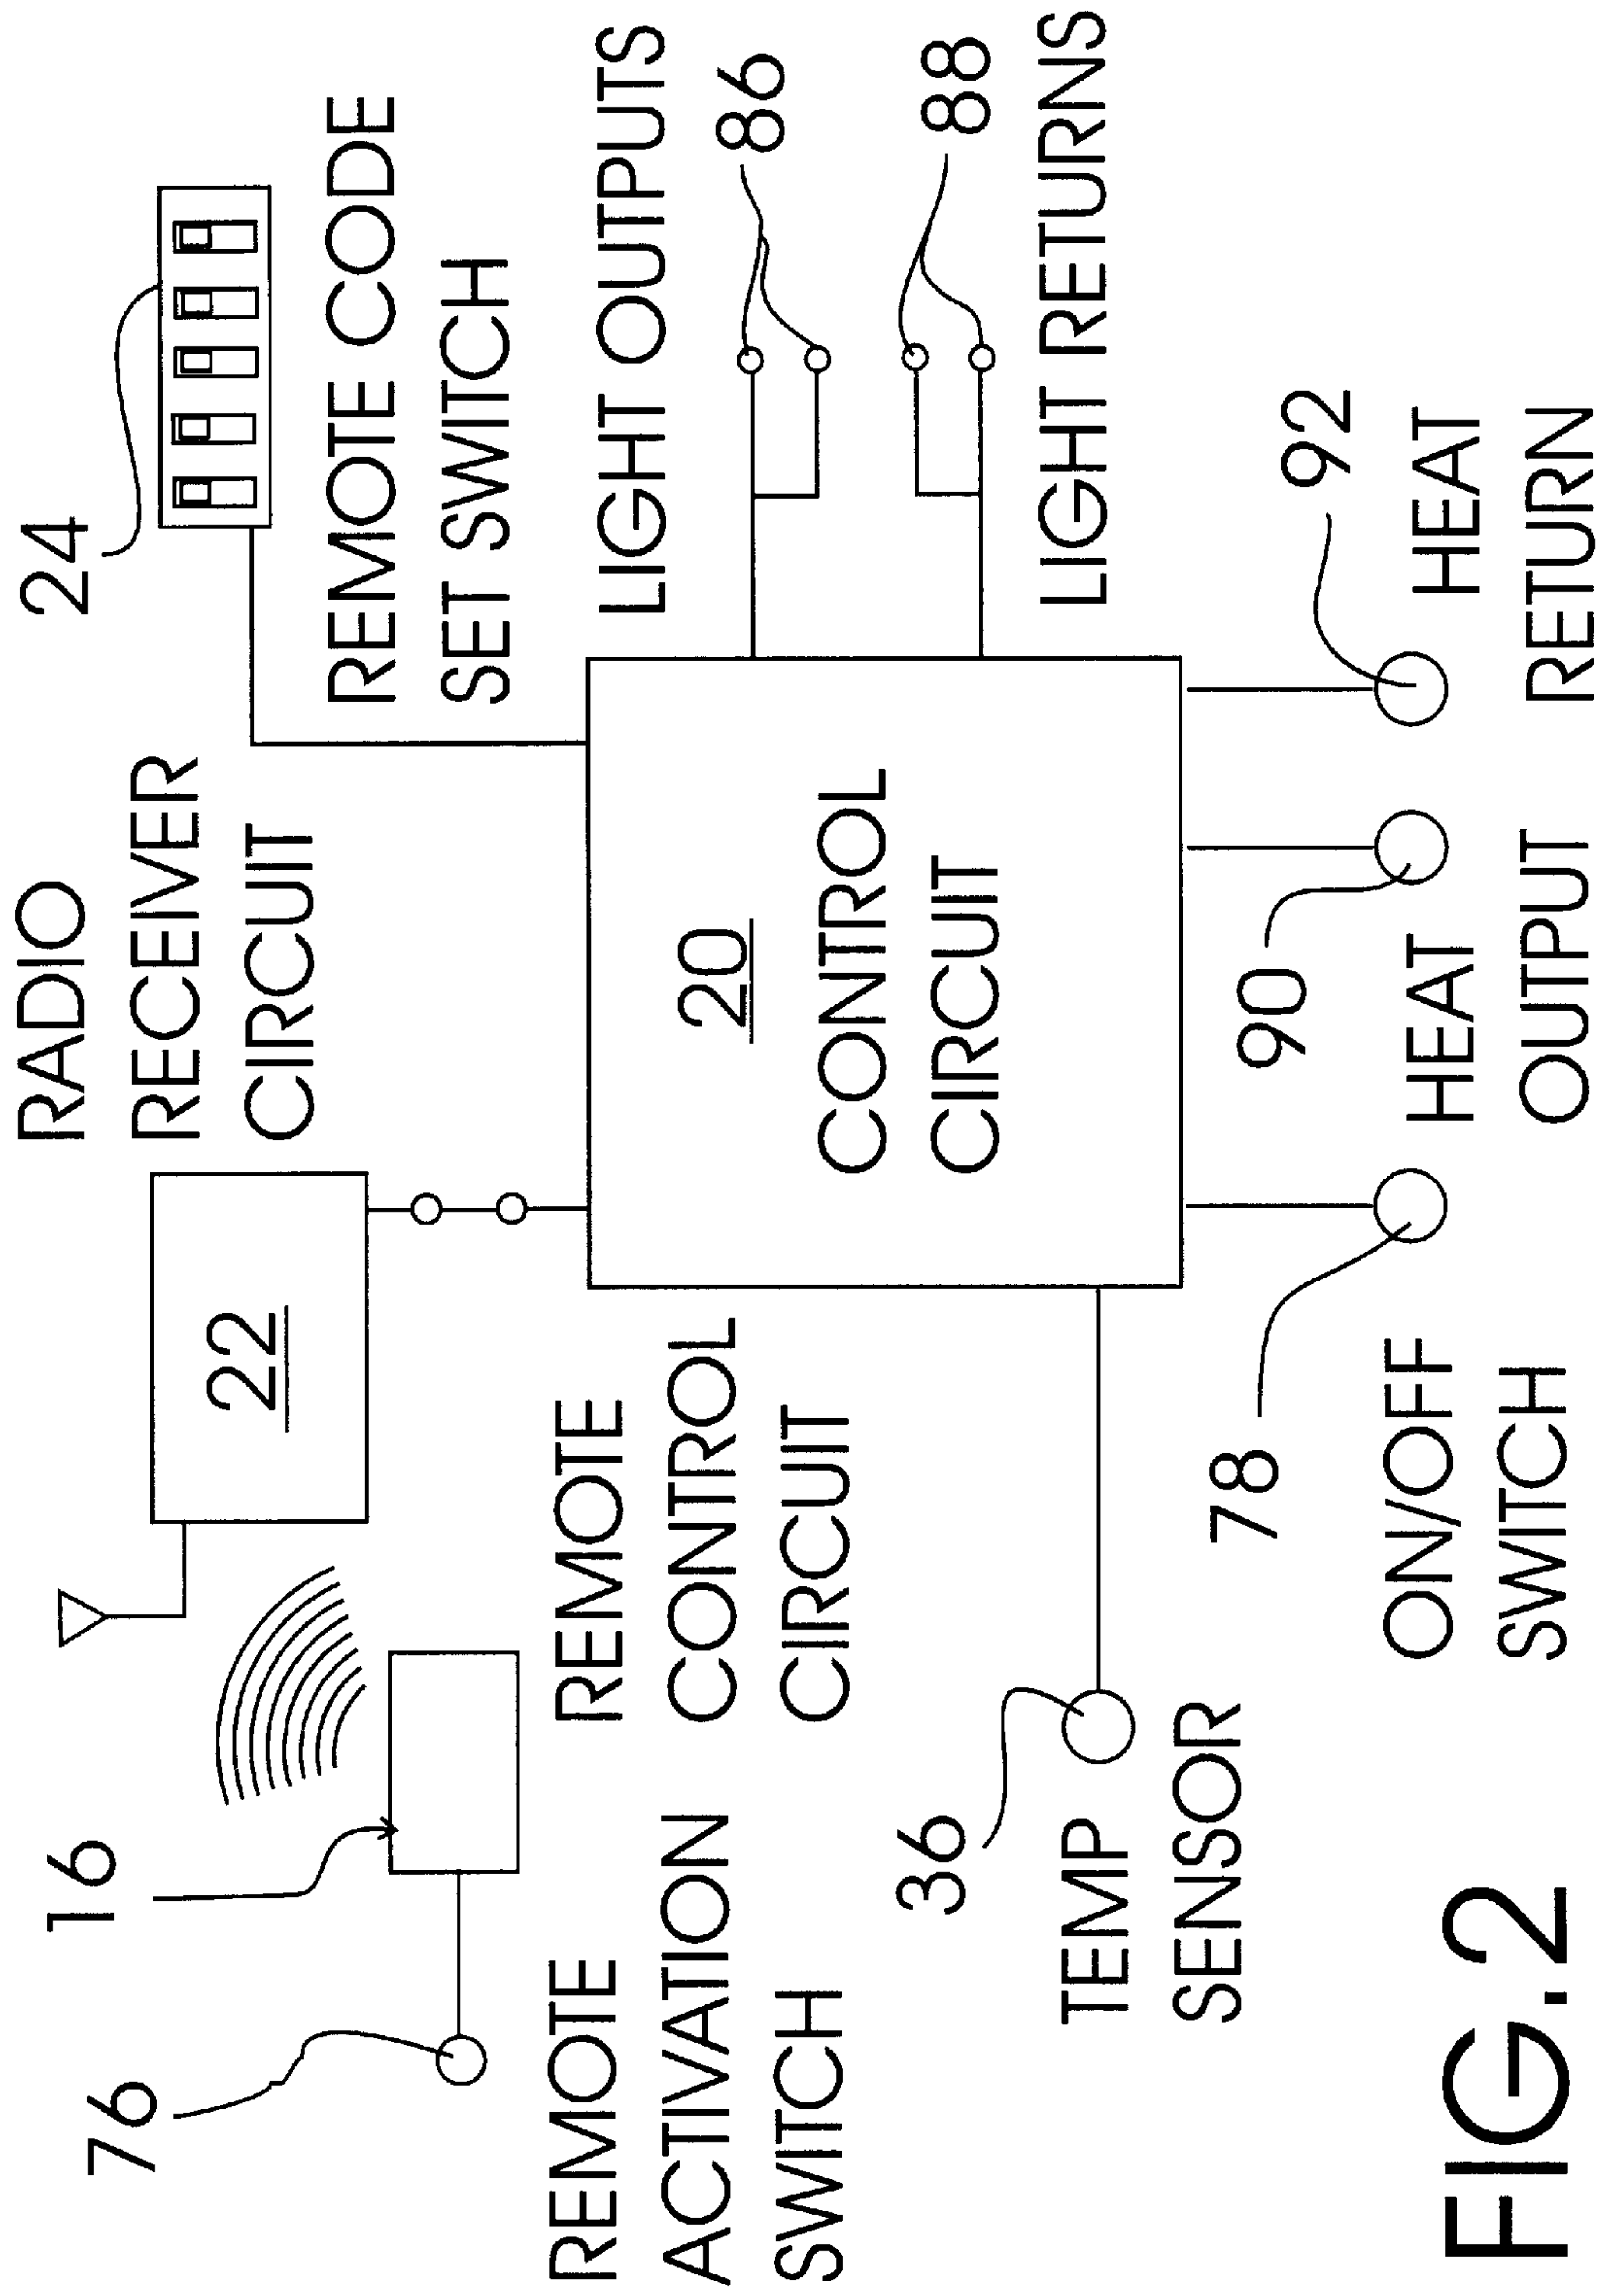 RADIO
RECEIVER
CIRCUIT
24
REMOTE CODE
SET SWITCH
22
16
76
REMOTE
ACTIVATION
SWITCH
REMOTE
CONTROL
CIRCUIT
20
CONTROL
CIRCUIT
LIGHT OUTPUTS
86
88
LIGHT RETURNS
36
TEMP
SENSOR
78
ON/OFF
SWITCH
90
HEAT
OUTPUT
92
HEAT
RETURN
FIG.2